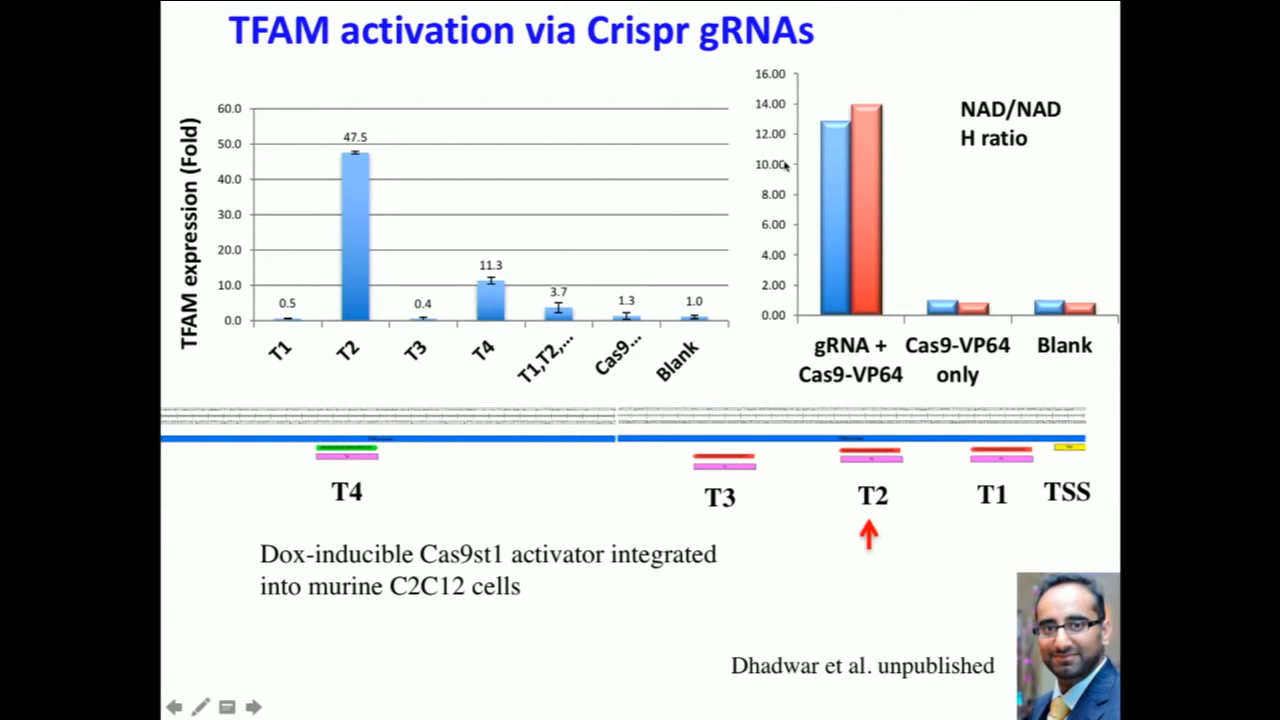 TFAM activation via Crispr gRNAs
TFAM expression (Fold)
60.0
50.0
40.0
30.0
20.0
10.0
0.0
0.5
47.5
0.4
11.3
3.7
1.3
1.0
T1
T2
T3
T4
T1,T2,...
Cas9...
Blank
16.00
14.00
12.00
10.00
8.00
6.00
4.00
2.00
0.00
NAD/NAD
H ratio
gRNA +
Cas9-VP64
Cas9-VP64
only
Blank
T4
T3
T2
T1
TSS
Dox-inducible Cas9st1 activator integrated
into murine C2C12 cells
Dhadwar et al. unpublished